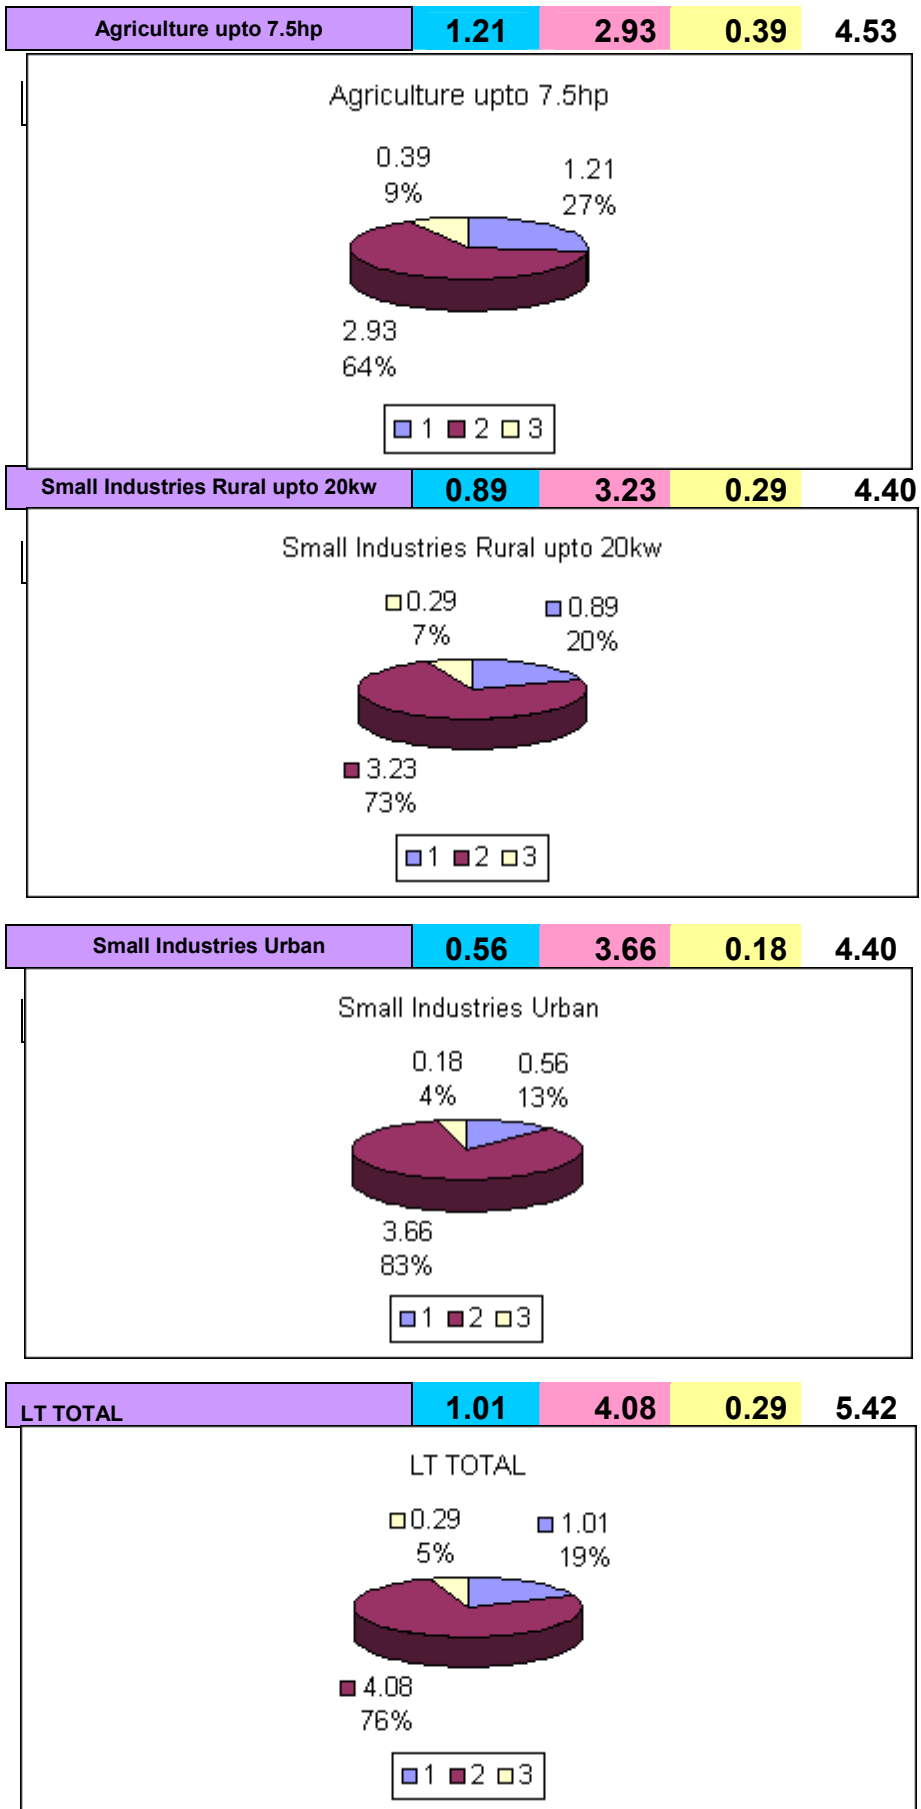 Agriculture upto 7.5hp 1.21 2.93 0.39 4.53
Agriculture upto 7.5hp
0.39 1.21
9% 27%
2.93
64%
1 2 3
Small Industries Rural upto 20kw 0.89 3.23 0.29 4.40
Small Industries Rural upto 20kw
0.29 0.89
7% 20%
3.23
73%
1 2 3
Small Industries Urban 0.56 3.66 0.18 4.40
Small Industries Urban
0.18 0.56
4% 13%
3.66
83%
1 2 3
LT TOTAL 1.01 4.08 0.29 5.42
LT TOTAL
0.29 1.01
5% 19%
4.08
76%
1 2 3